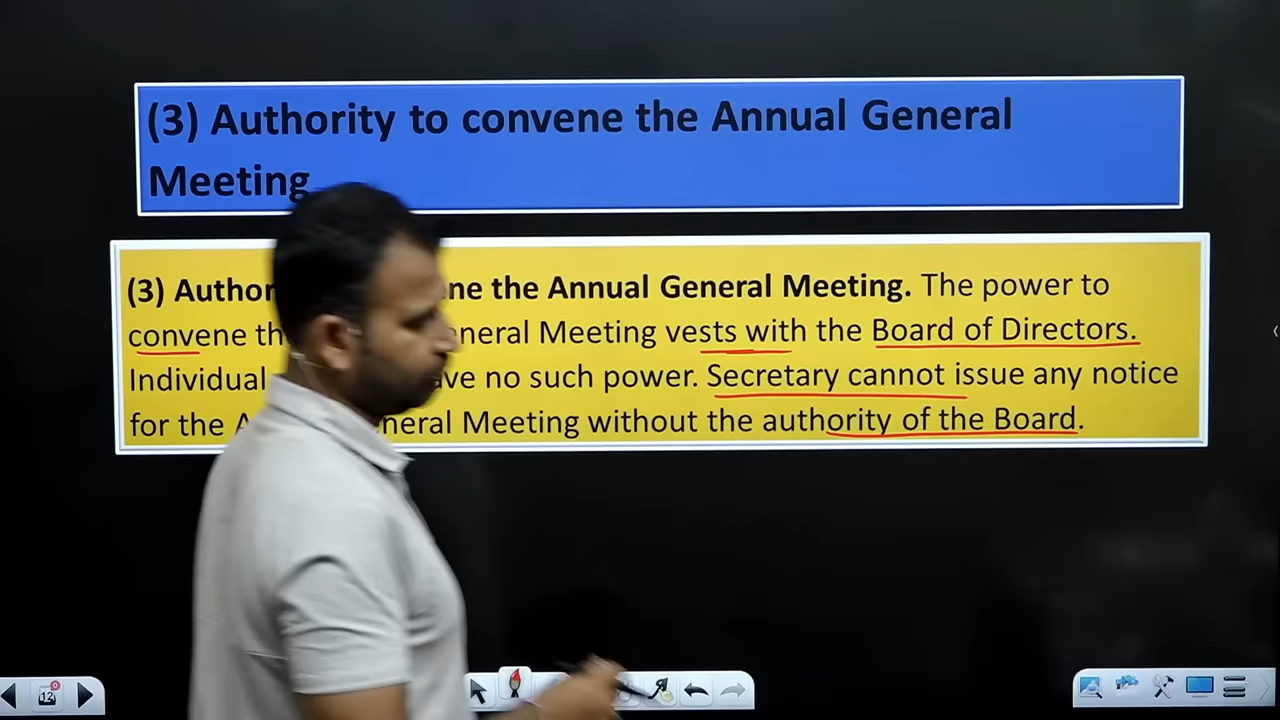 (3) Authority to convene the Annual General
Meeting
(3) Author ne the Annual General Meeting. The power to
convene th neral Meeting vests with the Board of Directors.
Individual ave no such power. Secretary cannot issue any notice
for the A neral Meeting without the authority of the Board.
12